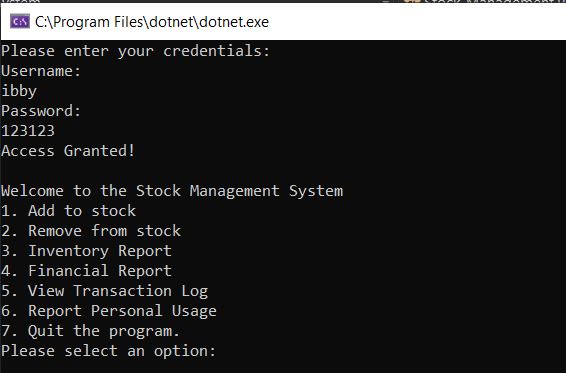 C:\Program Files\dotnet\dotnet.exe
Please enter your credentials:
Username:
ibby
Password:
123123
Access Granted!
Welcome to the Stock Management System
1. Add to stock
2. Remove from stock
3. Inventory Report
4. Financial Report
5. View Transaction Log
6. Report Personal Usage
7. Quit the program.
Please select an option: